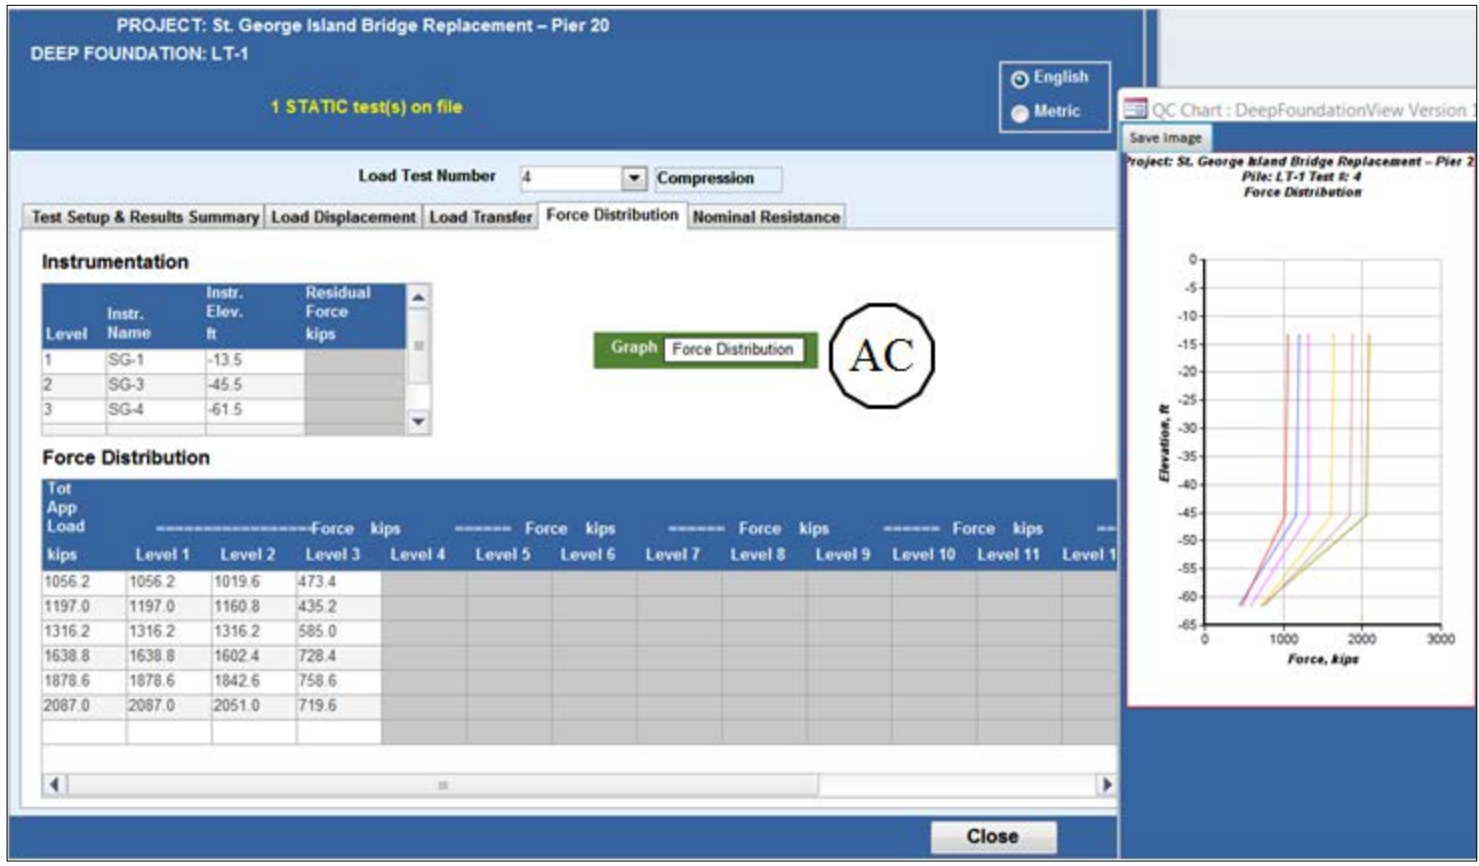 PROJECT: St. George Island Bridge Replacement – Pier 20
DEEP FOUNDATION: LT-1
1 STATIC test(s) on file
English
Metric
Load Test Number 4 Compression
Test Setup & Results Summary Load Displacement Load Transfer Force Distribution Nominal Resistance
Instrumentation
Level Instr. Name Instr. Elev. ft Residual Force kips
1 SG-1 -13.5
2 SG-3 -45.5
3 SG-4 -61.5
Graph Force Distribution
AC
Force Distribution
Tot App Load kips
==================Force kips ====== Force kips ====== Force kips ====== Force kips ==
Level 1 Level 2 Level 3 Level 4 Level 5 Level 6 Level 7 Level 8 Level 9 Level 10 Level 11 Level 1
1056.2 1056.2 1019.6 473.4
1197.0 1197.0 1160.8 435.2
1316.2 1316.2 1316.2 585.0
1638.8 1638.8 1602.4 728.4
1878.6 1878.6 1842.6 758.6
2087.0 2087.0 2051.0 719.6
Close
QC Chart : DeepFoundationView Version
Save Image
Project: St. George Island Bridge Replacement – Pier 2
Pile: LT-1 Test #: 4
Force Distribution
0
-5
-10
-15
-20
-25
-30
-35
-40
-45
-50
-55
-60
-65
Elevation, ft
0 1000 2000 3000
Force, kips